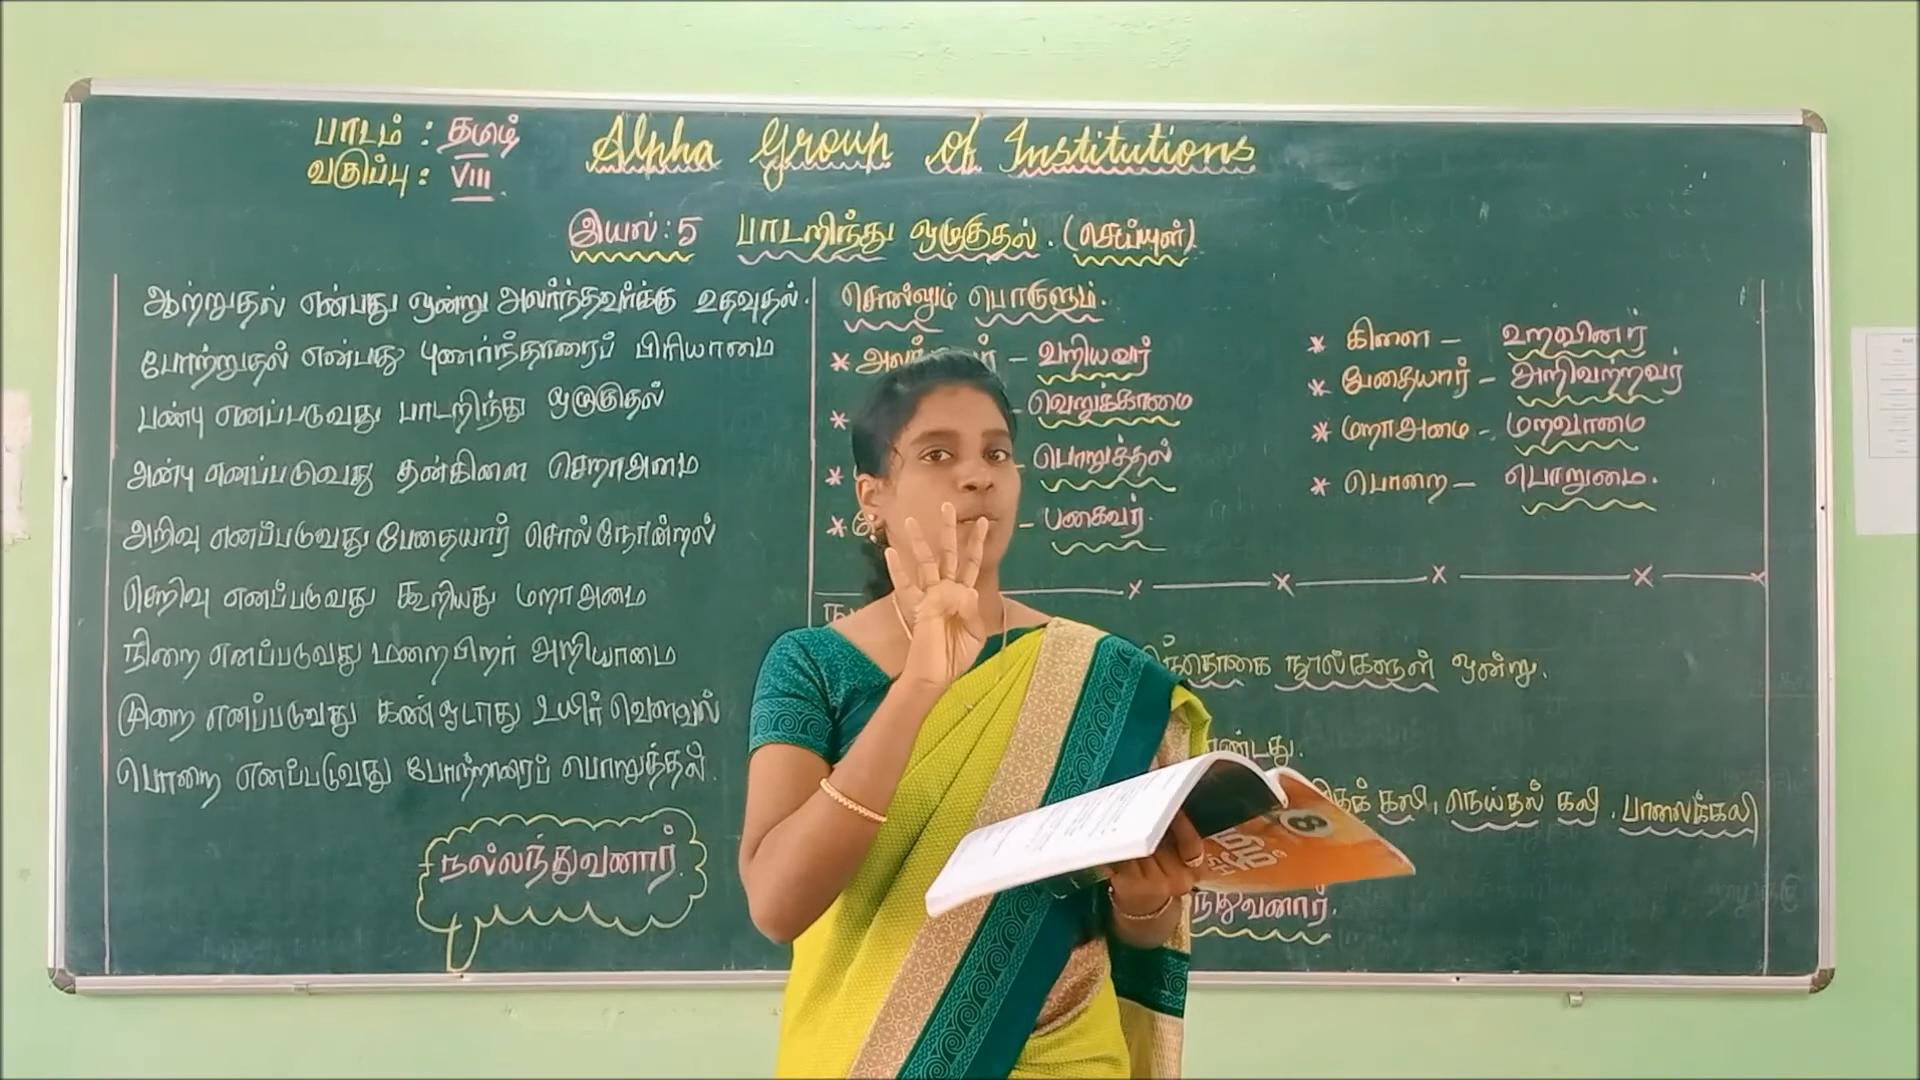 பாடம் : தமிழ்
வகுப்பு : VIII
Alpha Group Of Institutions
இயல் : 5 பாடறிந்து ஒழுகுதல் . (செய்யுள்)
ஆற்றுதல் என்பது ஒன்று அலர்ந்தவர்க்கு உதவுதல் .
போற்றுதல் என்பது புணர்ந்தாரைப் பிரியாமை
பண்பு எனப்படுவது பாடறிந்து ஒழுகுதல்
அன்பு எனப்படுவது தன்கிளை செறாஅமை
அறிவு எனப்படுவது பேதையார் சொல் நோன்றல்
செறிவு எனப்படுவது கூறியது மறாஅமை
நிறை எனப்படுவது மறைபிறர் அறியாமை
முறை எனப்படுவது கண்ஓடாது உயிர் வௌவல்
பொறை எனப்படுவது போற்றாரைப் பொறுத்தல் .
நல்லந்துவனார் .
சொல்லும் பொருளும் .
* – வறியவர்
* – வெறுக்காமை
* – பொறுத்தல்
* – பகைவர் .
* கிளை – உறவினர்
* பேதையார் – அறிவற்றவர்
* மறாஅமை – மறவாமை
* பொறை – பொறுமை .
நூல்களுள் ஒன்று .
கலி , நெய்தல் கலி . பாலைக்கலி
8